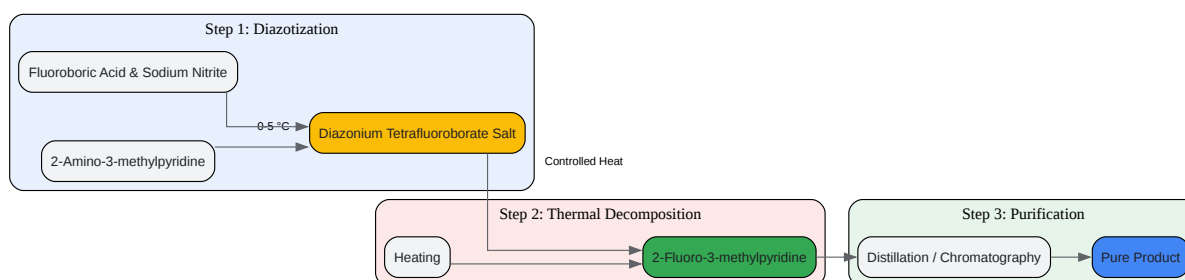 Step 1: Diazotization
Fluoroboric Acid & Sodium Nitrite
0-5 °C
Diazonium Tetrafluoroborate Salt
2-Amino-3-methylpyridine
Controlled Heat
Step 2: Thermal Decomposition
Heating
2-Fluoro-3-methylpyridine
Step 3: Purification
Distillation / Chromatography
Pure Product